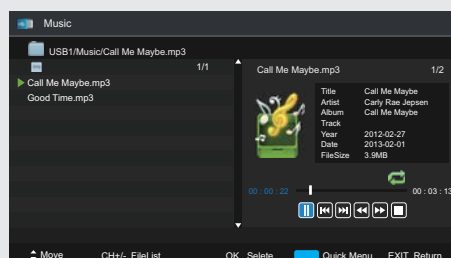 Music
USB1/Music/Call Me Maybe.mp3
1/1
Call Me Maybe.mp3
Good Time.mp3
Call Me Maybe.mp3 1/2
Title Call Me Maybe
Artist Carly Rae Jepsen
Album Call Me Maybe
Track
Year 2012-02-27
Date 2013-02-01
FileSize 3.9MB
00 : 00 : 22
00 : 03 : 13
Move CH+/- FileList OK Selete Quick Menu EXIT Return